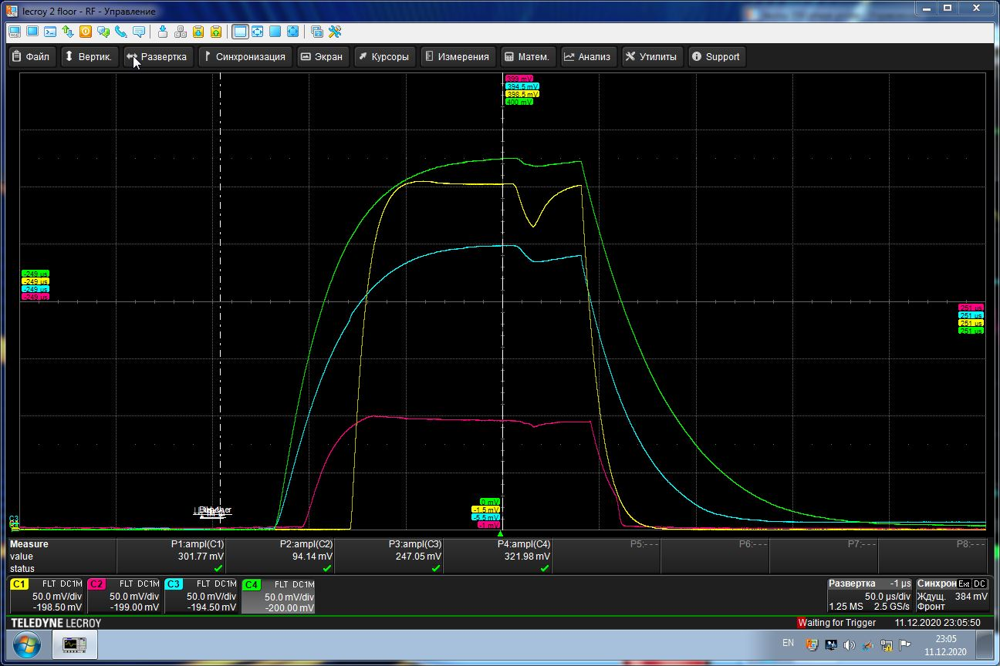 lecroy 2 floor - RF - Управление
Файл Вертик. Развертка Синхронизация Экран Курсоры Измерения Матем. Анализ Утилиты Support
399 mV
394.5 mV
398.5 mV
400 mV
-249 µs
-249 µs
-249 µs
-249 µs
251 µs
251 µs
251 µs
251 µs
0 mV
-1.5 mV
-5.5 mV
-1 mV
Measure P1:ampl(C1) P2:ampl(C2) P3:ampl(C3) P4:ampl(C4) P5:--- P6:--- P7:--- P8:---
value 301.77 mV 94.14 mV 247.05 mV 321.98 mV
status
C1 FLT DC1M C2 FLT DC1M C3 FLT DC1M C4 FLT DC1M Развертка -1 µs Синхрон Ext DC
50.0 mV/div 50.0 mV/div 50.0 mV/div 50.0 mV/div 50.0 µs/div Ждущ. 384 mV
-198.50 mV -199.00 mV -194.50 mV -200.00 mV 1.25 MS 2.5 GS/s Фронт
TELEDYNE LECROY Waiting for Trigger 11.12.2020 23:05:50
EN 23:05
11.12.2020